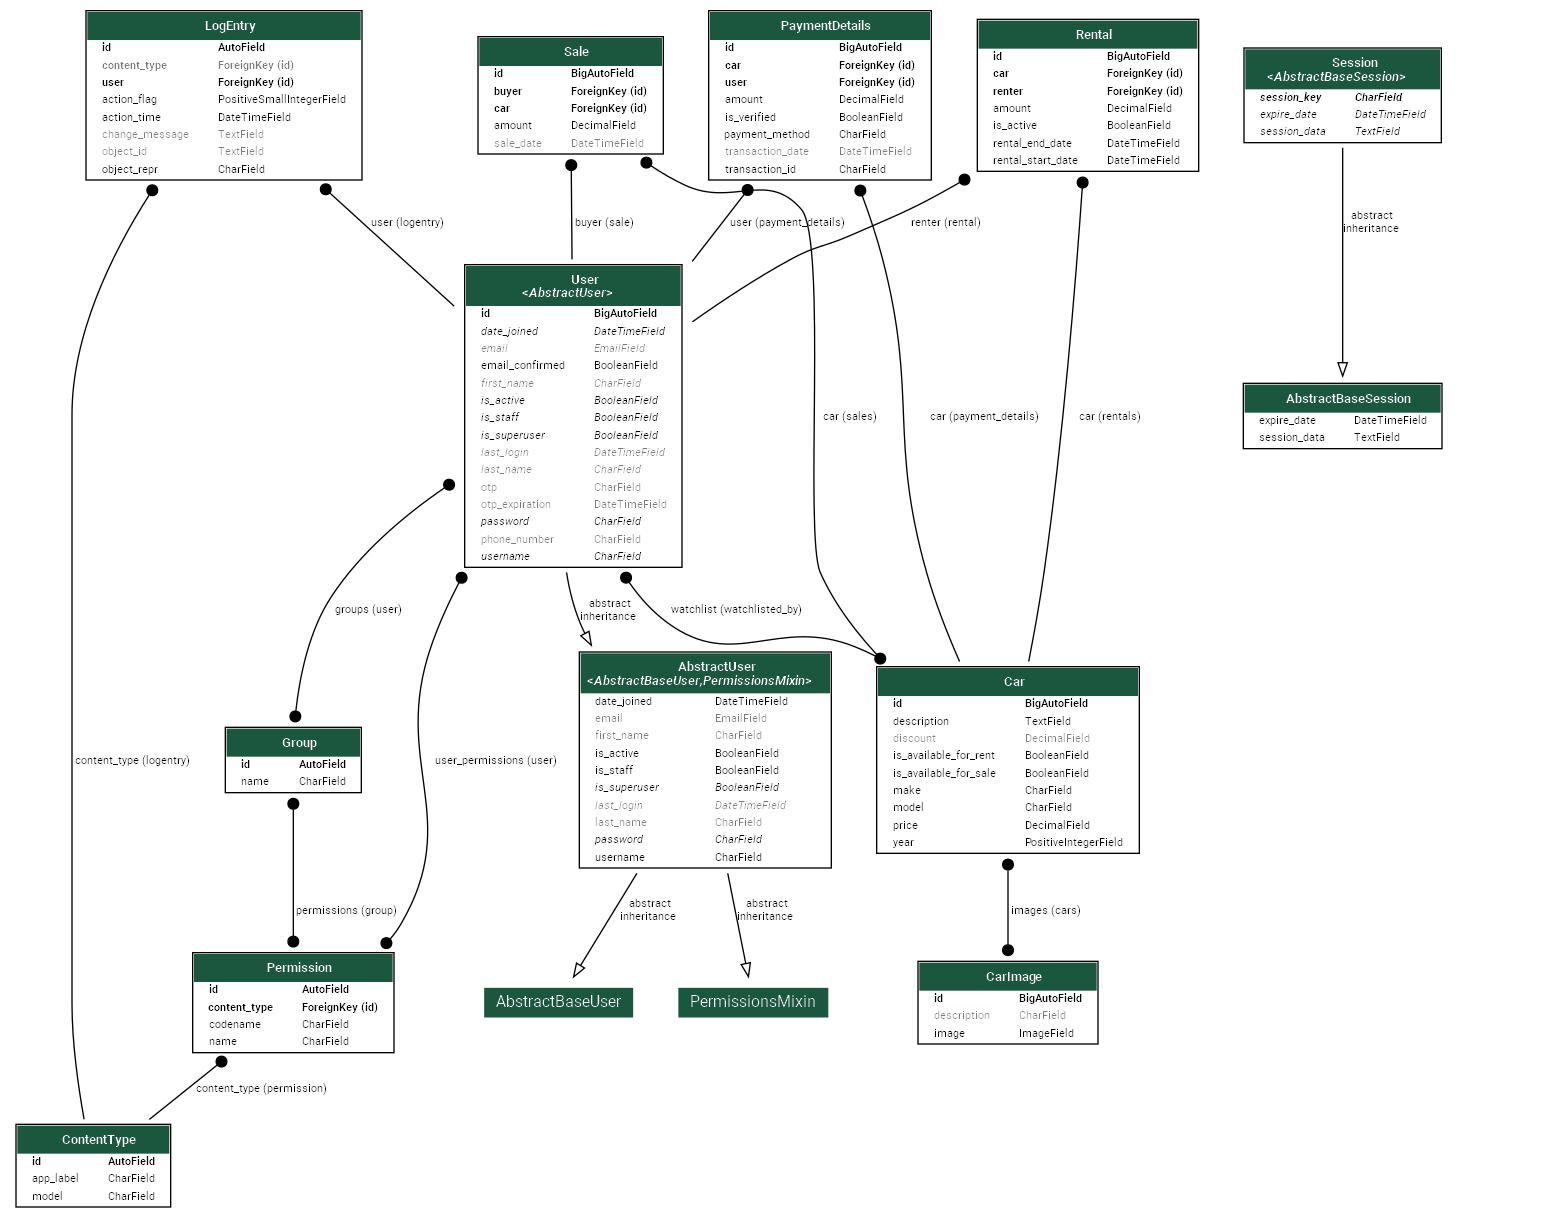 LogEntry
id AutoField
content_type ForeignKey (id)
user ForeignKey (id)
action_flag PositiveSmallIntegerField
action_time DateTimeField
change_message TextField
object_id TextField
object_repr CharField
Sale
id BigAutoField
buyer ForeignKey (id)
car ForeignKey (id)
amount DecimalField
sale_date DateTimeField
PaymentDetails
id BigAutoField
car ForeignKey (id)
user ForeignKey (id)
amount DecimalField
is_verified BooleanField
payment_method CharField
transaction_date DateTimeField
transaction_id CharField
Rental
id BigAutoField
car ForeignKey (id)
renter ForeignKey (id)
amount DecimalField
is_active BooleanField
rental_end_date DateTimeField
rental_start_date DateTimeField
Session
<AbstractBaseSession>
session_key CharField
expire_date DateTimeField
session_data TextField
user (logentry)
buyer (sale)
user (payment_details)
renter (rental)
abstract
inheritance
User
<AbstractUser>
id BigAutoField
date_joined DateTimeField
email EmailField
email_confirmed BooleanField
first_name CharField
is_active BooleanField
is_staff BooleanField
is_superuser BooleanField
last_login DateTimeField
last_name CharField
otp CharField
otp_expiration DateTimeField
password CharField
phone_number CharField
username CharField
car (sales)
car (payment_details)
car (rentals)
AbstractBaseSession
expire_date DateTimeField
session_data TextField
groups (user)
abstract
inheritance
watchlist (watchlisted_by)
content_type (logentry)
Group
id AutoField
name CharField
user_permissions (user)
AbstractUser
<AbstractBaseUser,PermissionsMixin>
date_joined DateTimeField
email EmailField
first_name CharField
is_active BooleanField
is_staff BooleanField
is_superuser BooleanField
last_login DateTimeField
last_name CharField
password CharField
username CharField
Car
id BigAutoField
description TextField
discount DecimalField
is_available_for_rent BooleanField
is_available_for_sale BooleanField
make CharField
model CharField
price DecimalField
year PositiveIntegerField
permissions (group)
abstract
inheritance
abstract
inheritance
images (cars)
Permission
id AutoField
content_type ForeignKey (id)
codename CharField
name CharField
AbstractBaseUser
PermissionsMixin
CarImage
id BigAutoField
description CharField
image ImageField
content_type (permission)
ContentType
id AutoField
app_label CharField
model CharField